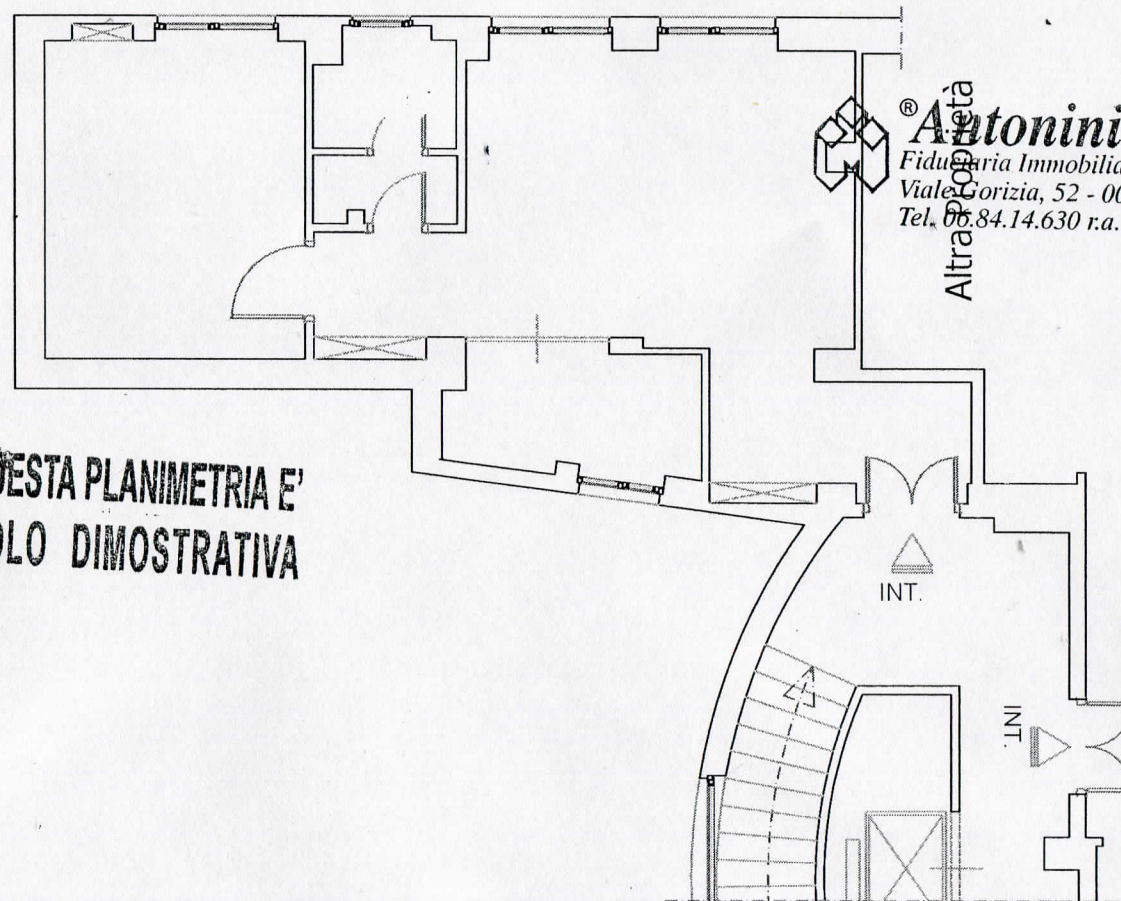 ® Antonini
Fiduciaria Immobilia
Viale Gorizia, 52 - 00
Tel. 06.84.14.630 r.a.
Altra Proprietà
UESTA PLANIMETRIA E'
OLO DIMOSTRATIVA
INT.
INT.